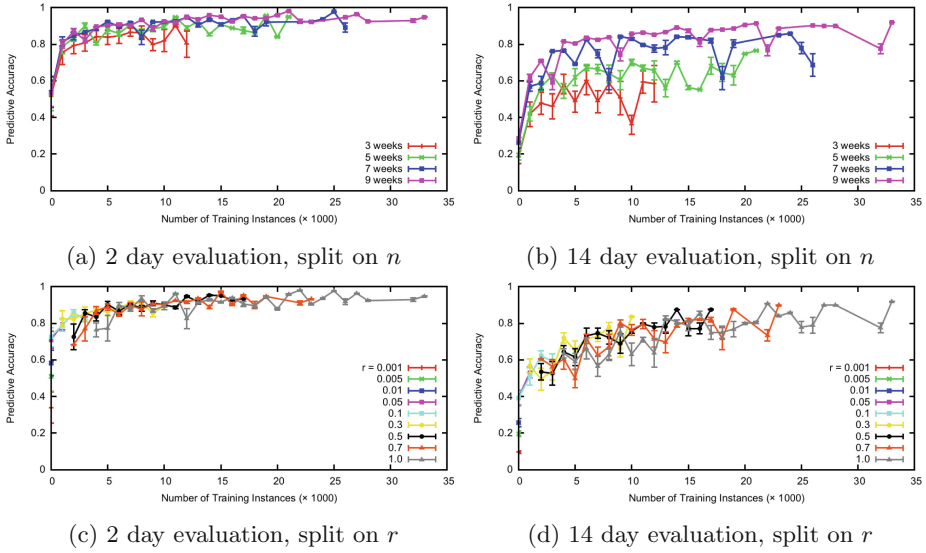 1
0.8
0.6
0.4
0.2
0
Predictive Accuracy
3 weeks
5 weeks
7 weeks
9 weeks
0 5 10 15 20 25 30 35
Number of Training Instances (× 1000)
(a) 2 day evaluation, split on n
1
0.8
0.6
0.4
0.2
0
Predictive Accuracy
3 weeks
5 weeks
7 weeks
9 weeks
0 5 10 15 20 25 30 35
Number of Training Instances (× 1000)
(b) 14 day evaluation, split on n
1
0.8
0.6
0.4
0.2
0
Predictive Accuracy
r = 0.001
0.005
0.01
0.05
0.1
0.3
0.5
0.7
1.0
0 5 10 15 20 25 30 35
Number of Training Instances (× 1000)
(c) 2 day evaluation, split on r
1
0.8
0.6
0.4
0.2
0
Predictive Accuracy
r = 0.001
0.005
0.01
0.05
0.1
0.3
0.5
0.7
1.0
0 5 10 15 20 25 30 35
Number of Training Instances (× 1000)
(d) 14 day evaluation, split on r